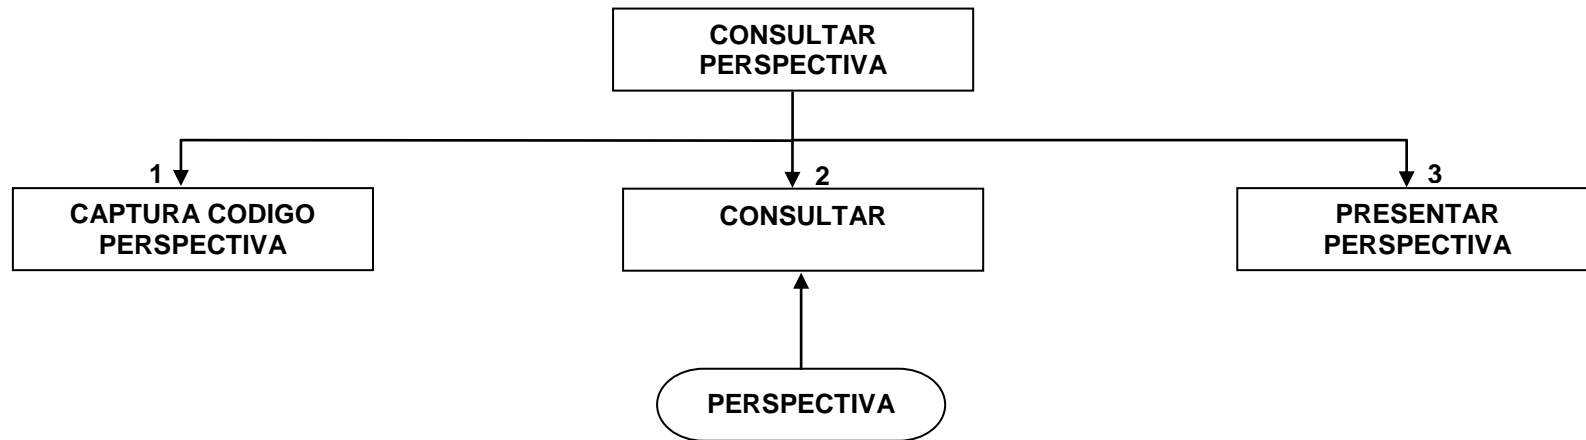 CONSULTAR
PERSPECTIVA
1
CAPTURA CODIGO
PERSPECTIVA
2
CONSULTAR
3
PRESENTAR
PERSPECTIVA
PERSPECTIVA